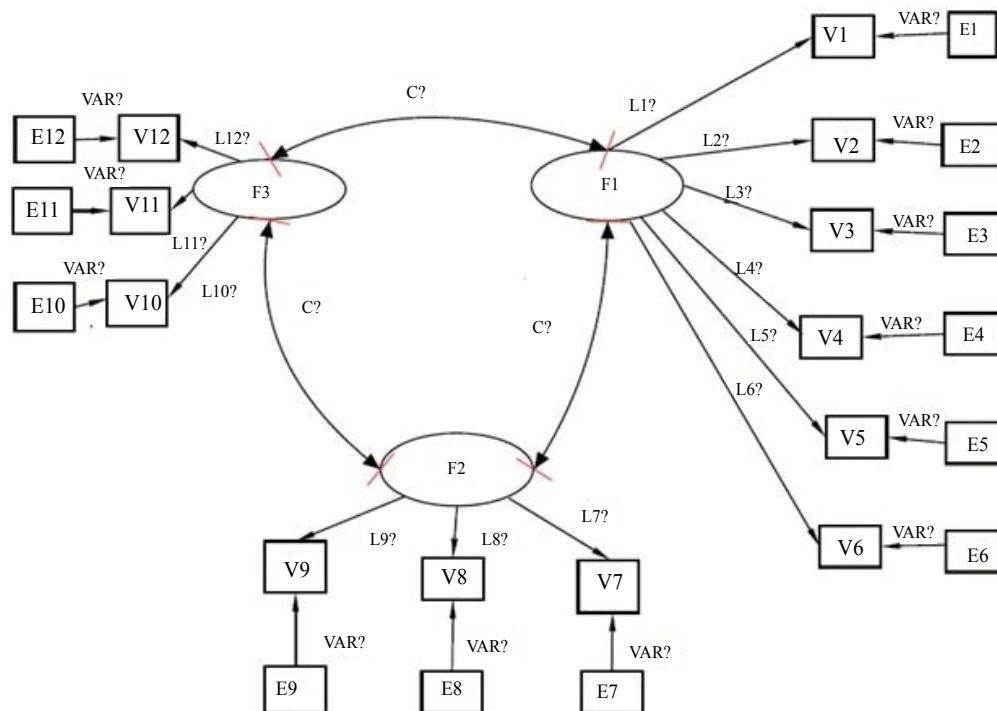 VAR?
V1
E1
C?
L1?
VAR?
E12
V12
L12?
L2?
V2
VAR?
E2
F3
F1
VAR?
E11
V11
L11?
L3?
V3
VAR?
E3
VAR?
E10
V10
L10?
L4?
C?
C?
L5?
V4
VAR?
E4
L6?
V5
VAR?
E5
F2
L9?
L8?
L7?
V6
VAR?
E6
V9
V8
V7
VAR?
VAR?
VAR?
E9
E8
E7